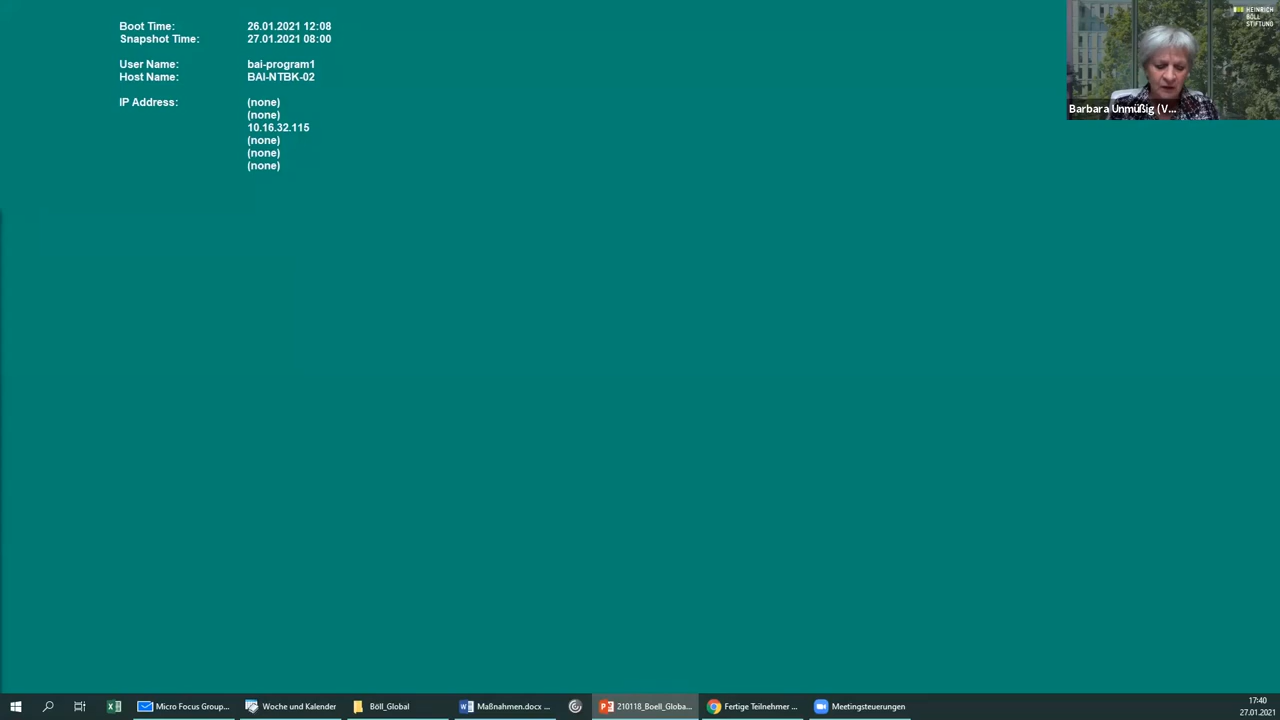 Boot Time: 26.01.2021 12:08
Snapshot Time: 27.01.2021 08:00
User Name: bai-program1
Host Name: BAI-NTBK-02
IP Address: (none)
(none)
10.16.32.115
(none)
(none)
(none)
HEINRICH
BÖLL
STIFTUNG
Barbara Unmüßig (V...
Micro Focus Group... Woche und Kalender Böll_Global Maßnahmen.docx ... 210118_Boell_Globa... Fertige Teilnehmer ... Meetingsteuerungen
17:40
27.01.2021